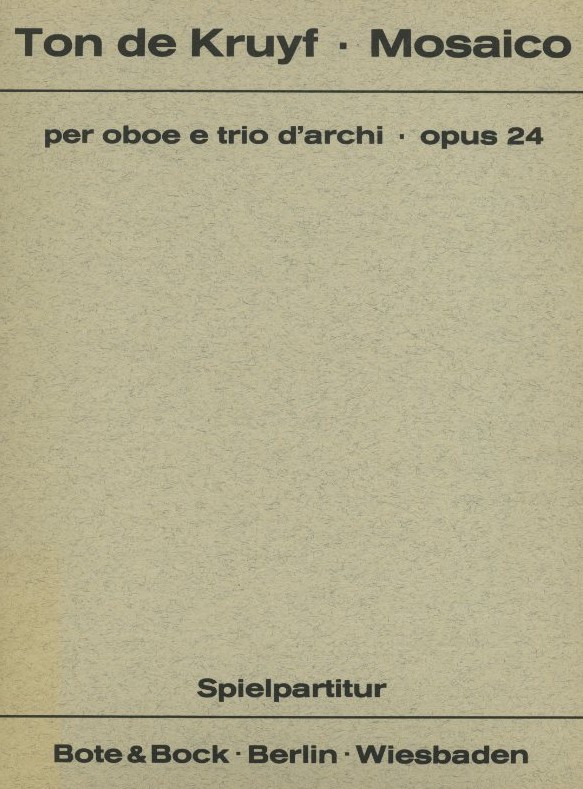 Ton de Kruyf · Mosaico
per oboe e trio d'archi · opus 24
Spielpartitur
Bote & Bock · Berlin · Wiesbaden